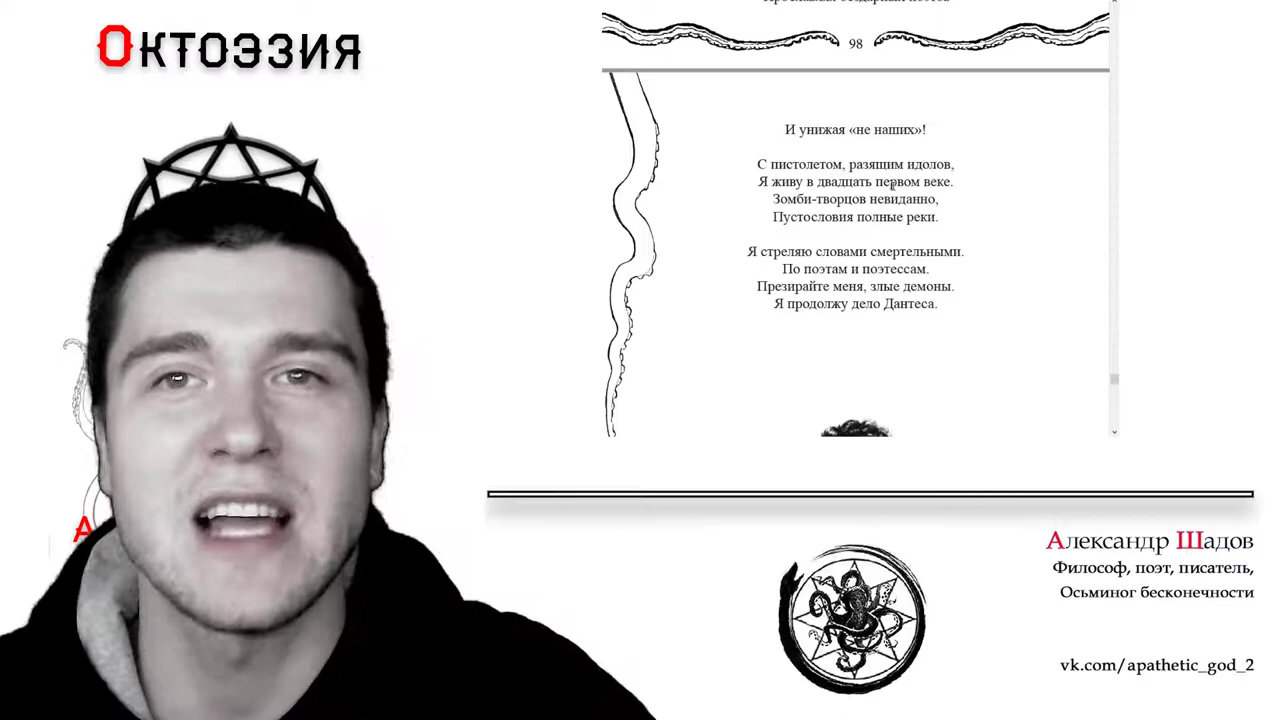 Октоэзия
98
И унижая «не наших»!
С пистолетом, разящим идолов,
Я живу в двадцать первом веке.
Зомби-творцов невиданно,
Пустословия полные реки.
Я стреляю словами смертельными.
По поэтам и поэтессам.
Презирайте меня, злые демоны.
Я продолжу дело Дантеса.
А
Александр Шадов
Философ, поэт, писатель,
Осьминог бесконечности
vk.com/apathetic_god_2